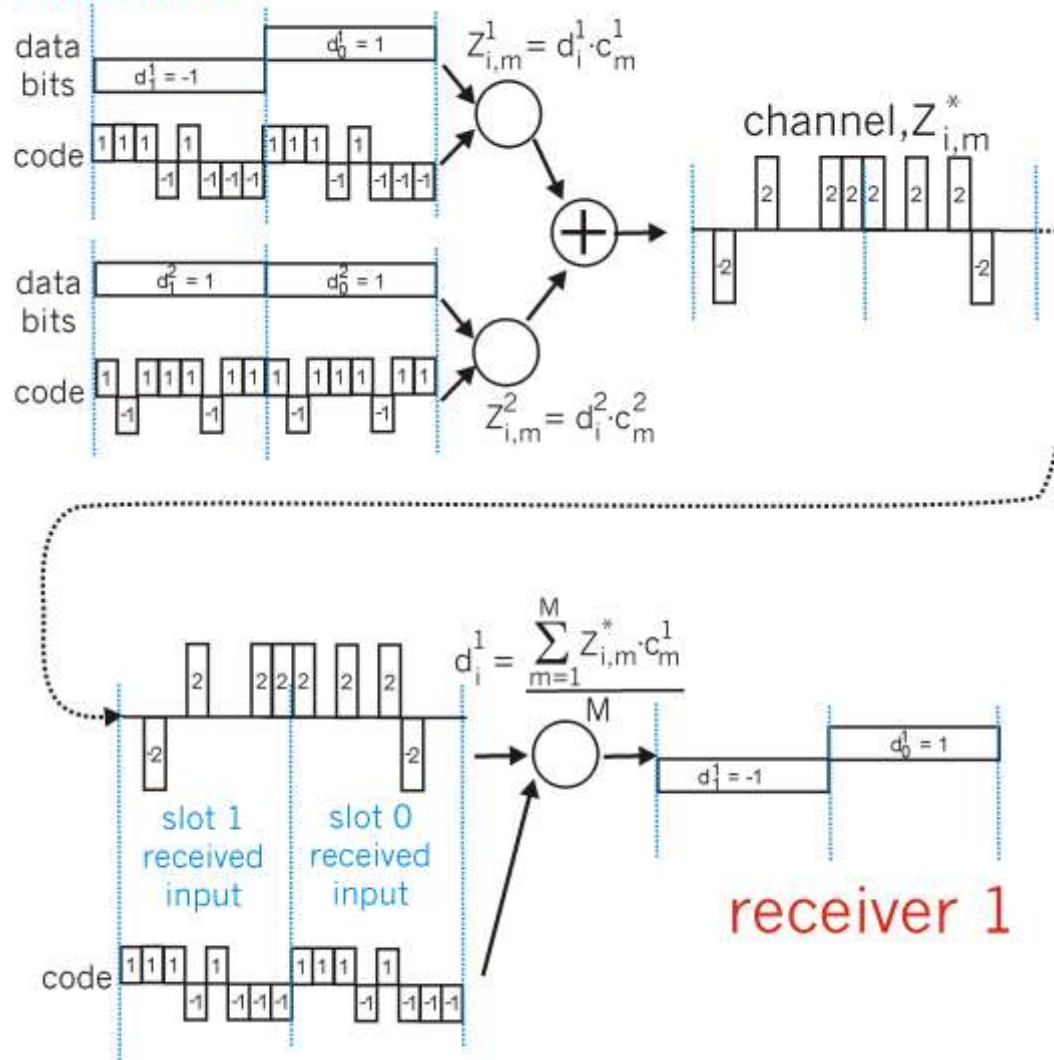 data bits
d₁¹ = -1
d₀¹ = 1
Z¹ᵢ,ₘ = d¹ᵢ·c¹ₘ
code
1 1 1 -1 1 -1 -1 -1 1 1 1 -1 1 -1 -1 -1
channel, Z*ᵢ,ₘ
-2 2 2 2 2 2 2 -2
data bits
d₁² = 1
d₀² = 1
code
1 -1 1 1 1 -1 1 1 1 -1 1 1 1 -1 1 1
Z²ᵢ,ₘ = d²ᵢ·c²ₘ
-2 2 2 2 2 2 2 -2
d¹ᵢ = M ∑ m=1 Z*ᵢ,ₘ·c¹ₘ
M
d₁¹ = -1
d₀¹ = 1
slot 1
received
input
slot 0
received
input
receiver 1
code
1 1 1 -1 1 -1 -1 -1 1 1 1 -1 1 -1 -1 -1